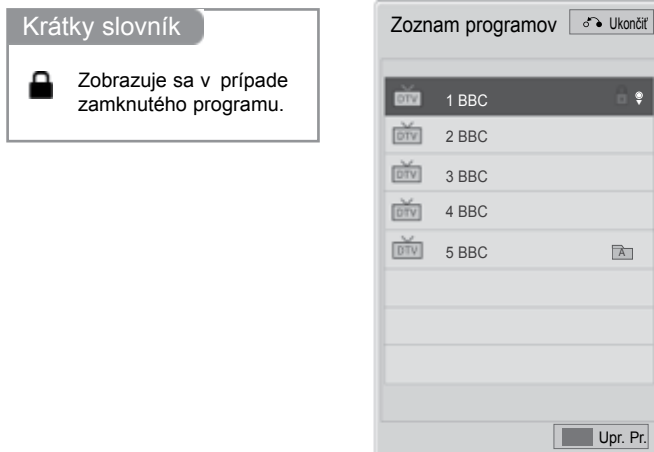 Krátky slovník
Zobrazuje sa v prípade
zamknutého programu.
Zoznam programov
Ukončiť
DTV 1 BBC
DTV 2 BBC
DTV 3 BBC
DTV 4 BBC
DTV 5 BBC A
Upr. Pr.